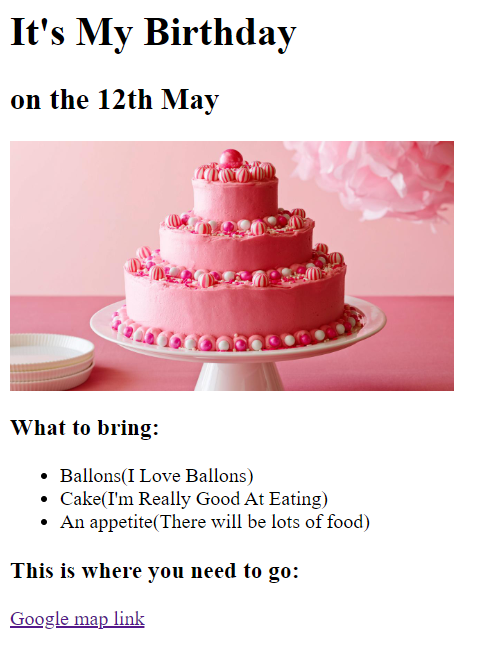 It's My Birthday
on the 12th May
What to bring:
Ballons(I Love Ballons)
Cake(I'm Really Good At Eating)
An appetite(There will be lots of food)
This is where you need to go:
Google map link